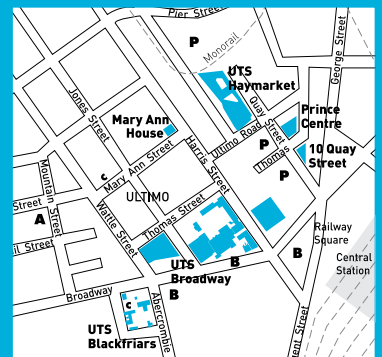 Pier Street
P
Monorail
George Street
UTS
Haymarket
Jones Street
Quay Street
Prince
Centre
Mary Ann
House
Ultimo Road
P
Thomas
10 Quay
Street
Harris Street
Mary Ann Street
C
P
Mountain Street
ULTIMO
Wattle Street
Street
A
Thomas Street
Railway
Square
il Street
B
B
Central
Station
UTS
Broadway
Broadway
B
C
Abercrombie
UTS
Blackfriars
ent Street